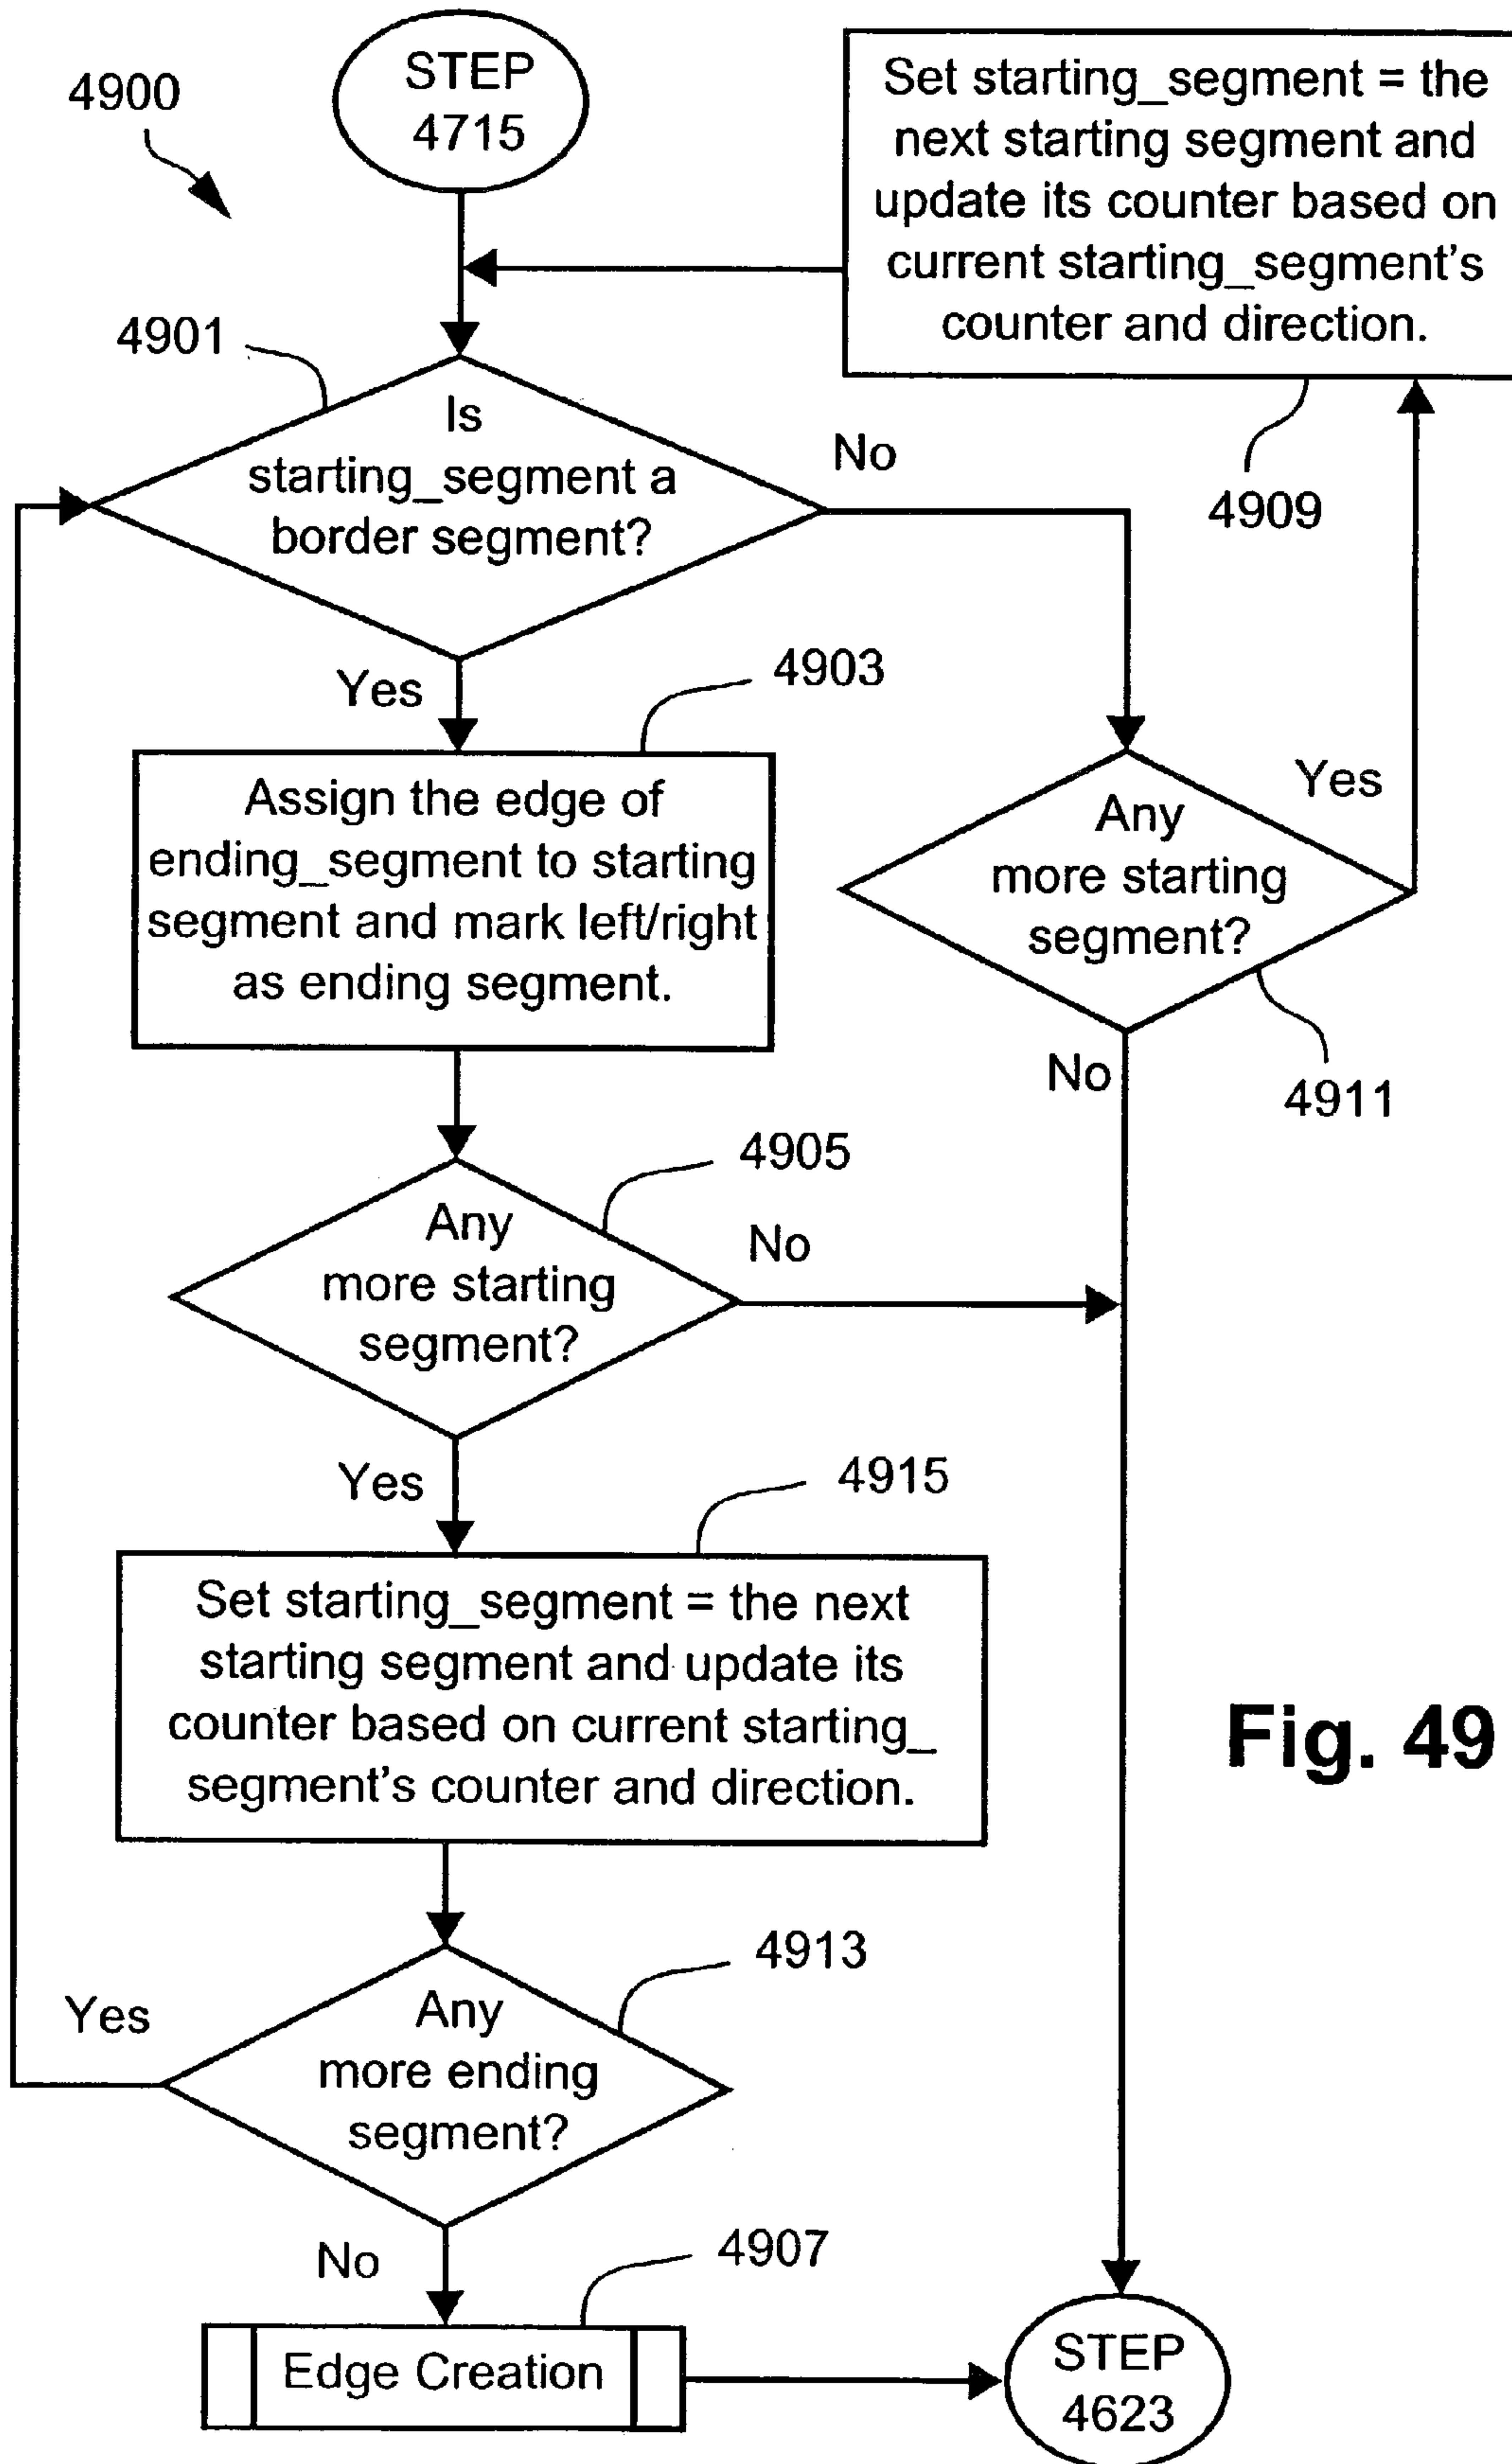 4900
STEP
4715
Set starting_segment = the
next starting segment and
update its counter based on
current starting_segment's
counter and direction.
4909
4901
Is
starting_segment a
border segment?
No
Yes
4903
Assign the edge of
ending_segment to starting
segment and mark left/right
as ending segment.
Any
more starting
segment?
Yes
No
4911
4905
Any
more starting
segment?
No
Yes
4915
Set starting_segment = the next
starting segment and update its
counter based on current starting_
segment's counter and direction.
Fig. 49
4913
Any
more ending
segment?
Yes
No
4907
Edge Creation
STEP
4623